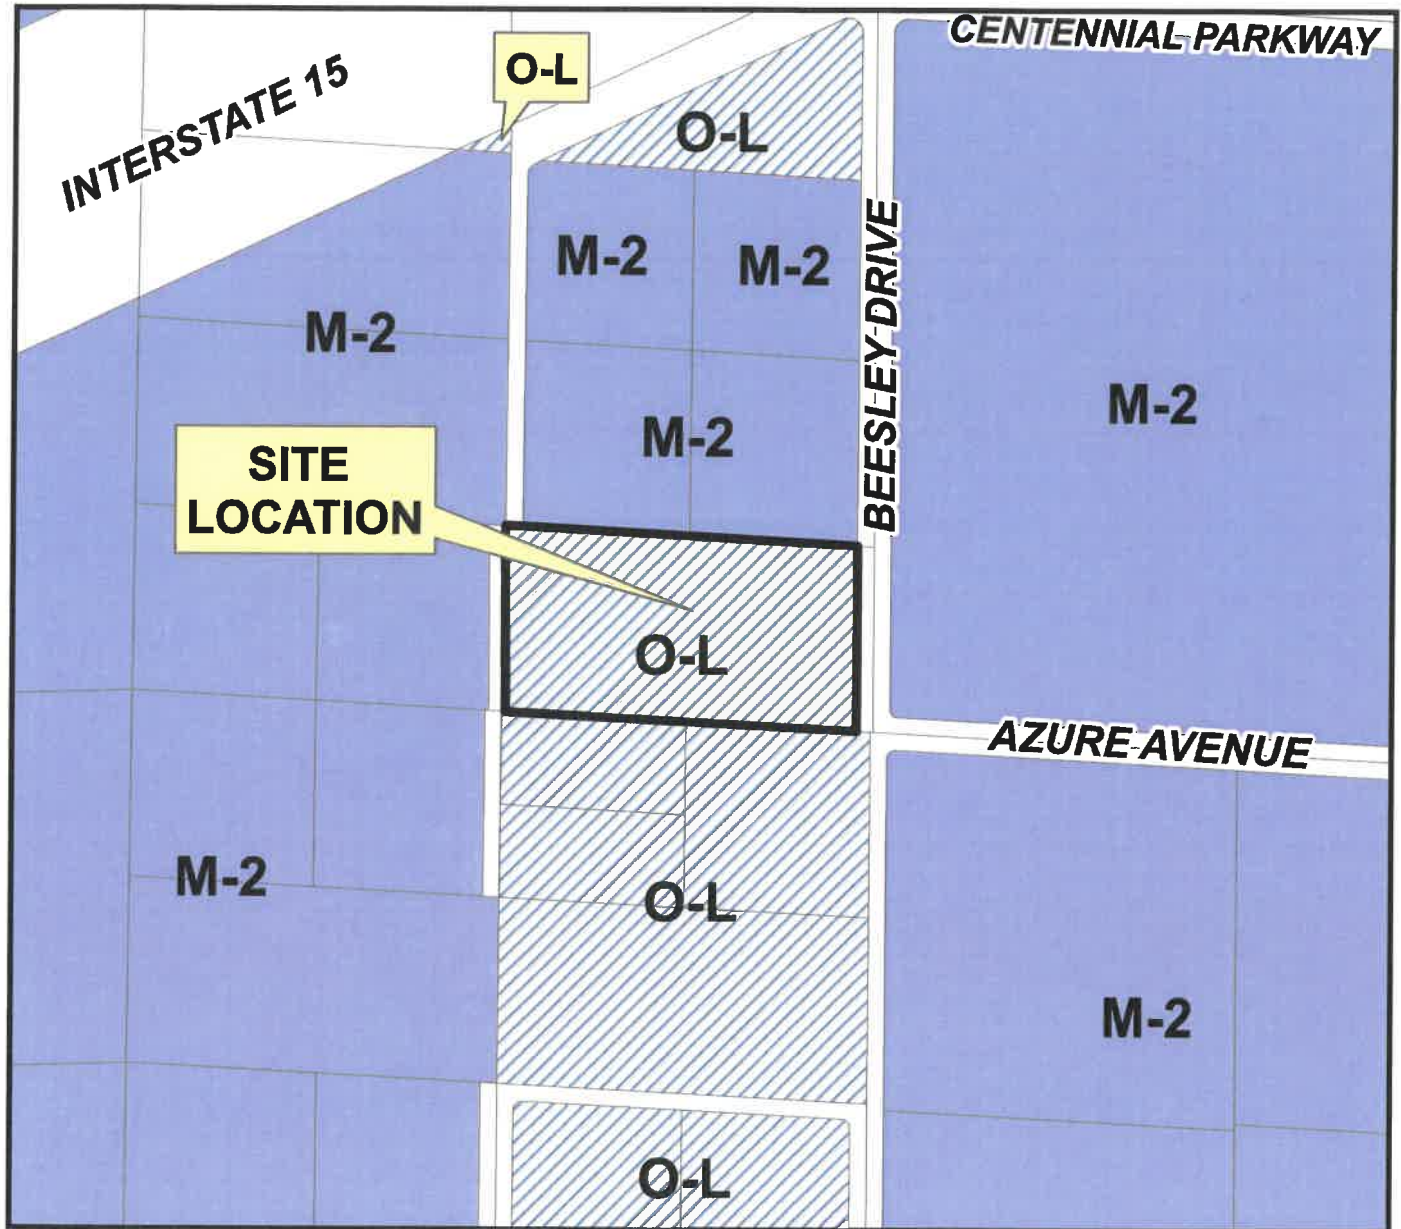 CENTENNIAL PARKWAY
INTERSTATE 15
O-L
O-L
M-2
M-2
M-2
BEESLEY DRIVE
M-2
M-2
SITE
LOCATION
O-L
AZURE AVENUE
M-2
O-L
M-2
O-L